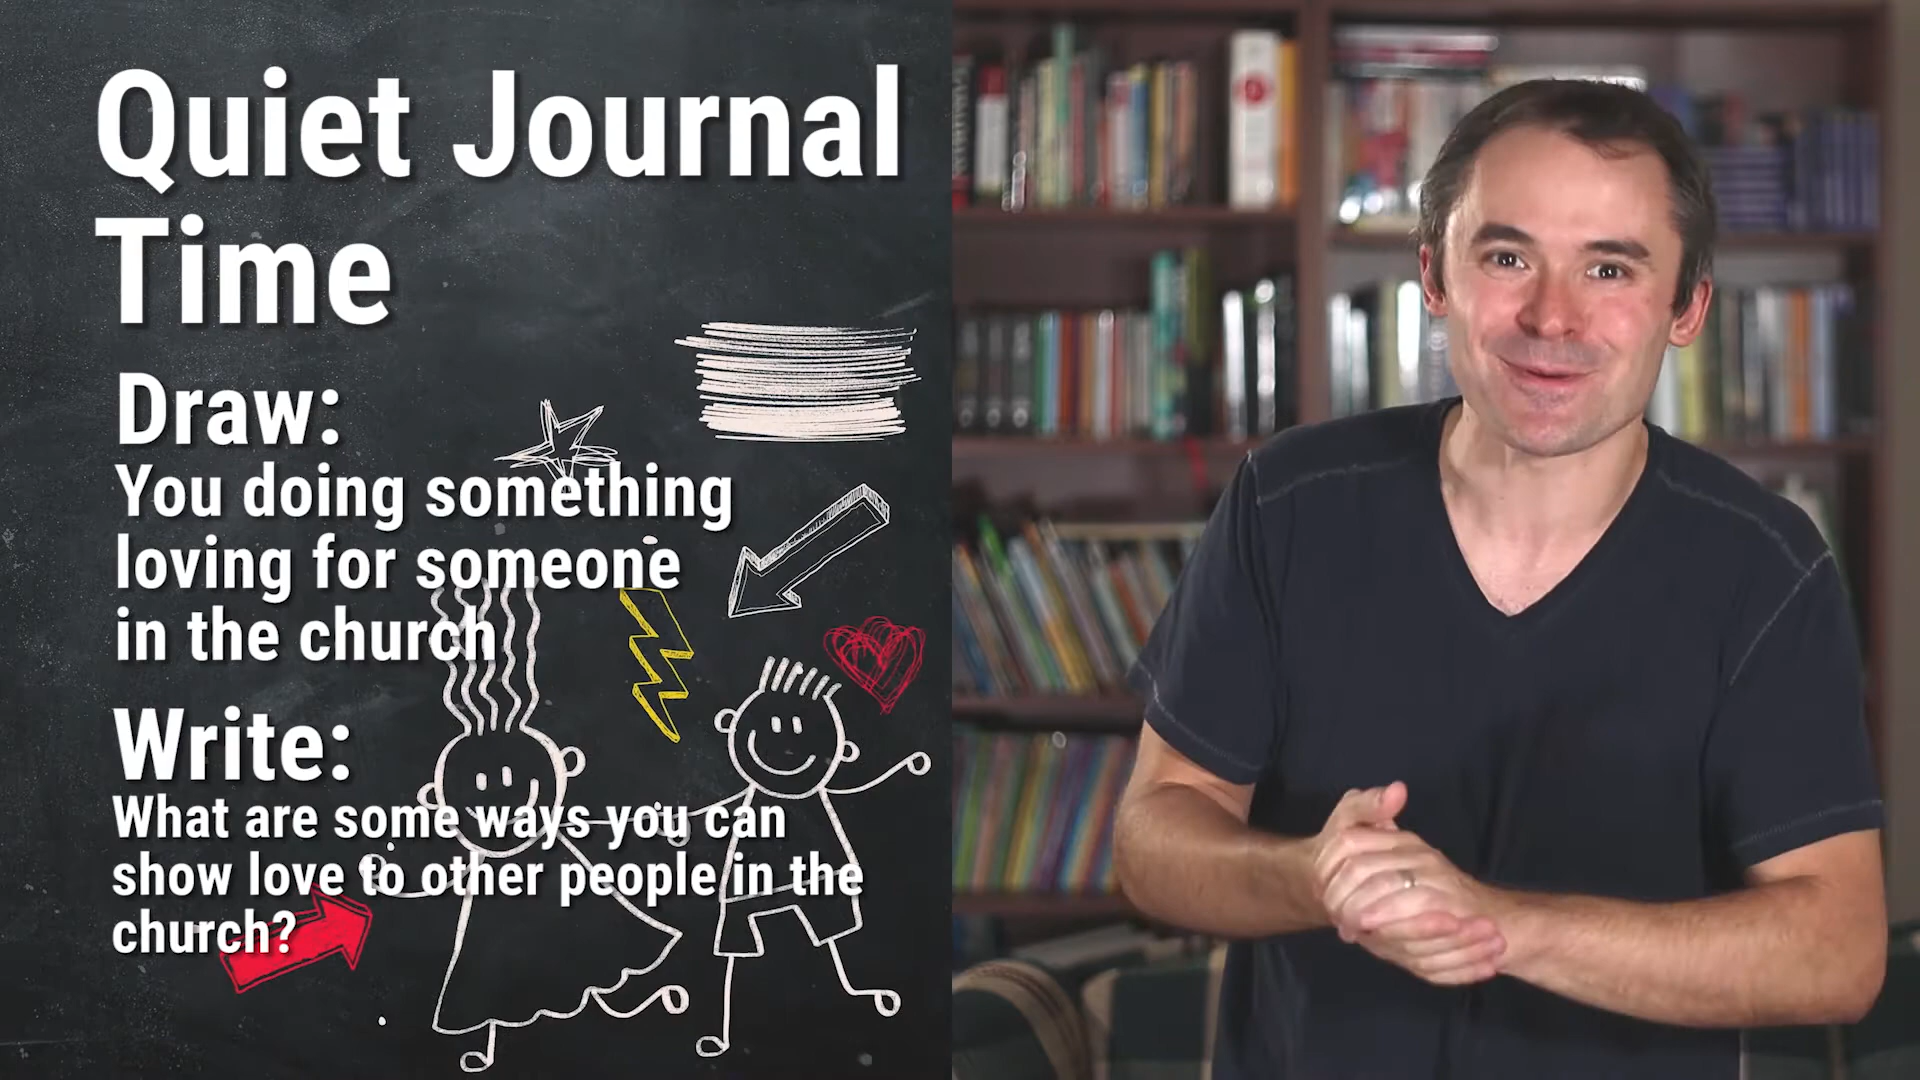 Quiet Journal
Time
Draw:
You doing something
loving for someone
in the church
Write:
What are some ways you can
show love to other people in the
church?